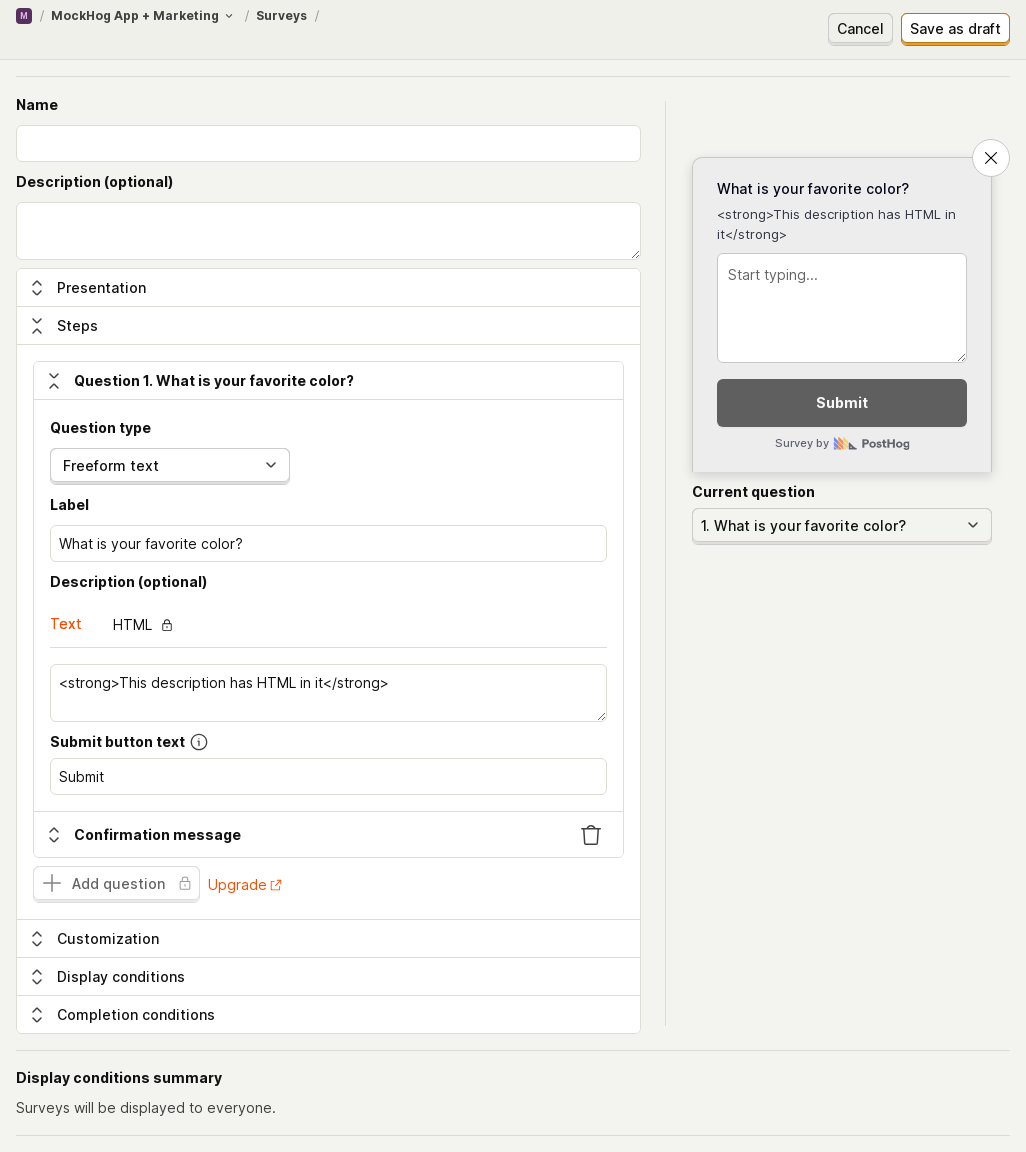 M / MockHog App + Marketing / Surveys /
Cancel
Save as draft
Name
Description (optional)
Presentation
Steps
Question 1. What is your favorite color?
Question type
Freeform text
Label
What is your favorite color?
Description (optional)
Text
HTML
<strong>This description has HTML in it</strong>
Submit button text
Submit
Confirmation message
Add question
Upgrade
Customization
Display conditions
Completion conditions
What is your favorite color?
<strong>This description has HTML in
it</strong>
Start typing...
Submit
Survey by PostHog
Current question
1. What is your favorite color?
Display conditions summary
Surveys will be displayed to everyone.